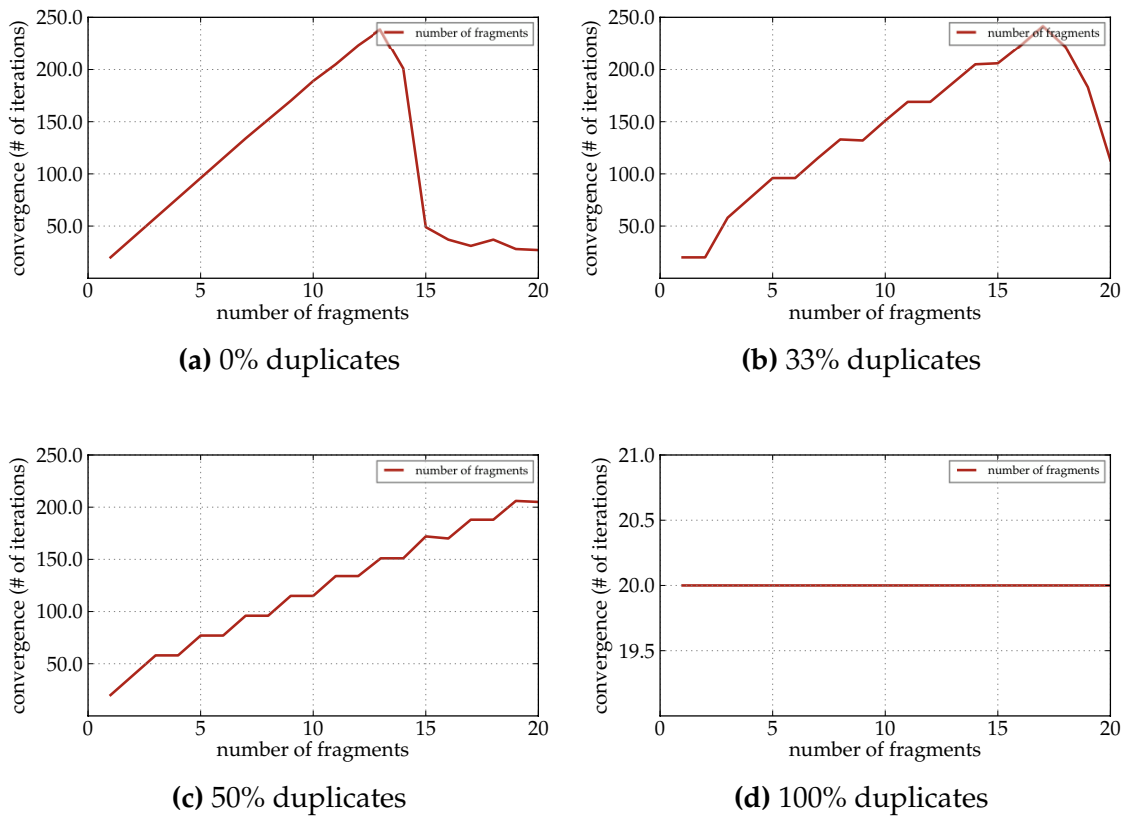 250.0
200.0
150.0
100.0
50.0
convergence (# of iterations)
number of fragments
0 5 10 15 20
number of fragments
(a) 0% duplicates
250.0
200.0
150.0
100.0
50.0
convergence (# of iterations)
number of fragments
0 5 10 15 20
number of fragments
(b) 33% duplicates
250.0
200.0
150.0
100.0
50.0
convergence (# of iterations)
number of fragments
0 5 10 15 20
number of fragments
(c) 50% duplicates
21.0
20.5
20.0
19.5
convergence (# of iterations)
number of fragments
0 5 10 15 20
number of fragments
(d) 100% duplicates